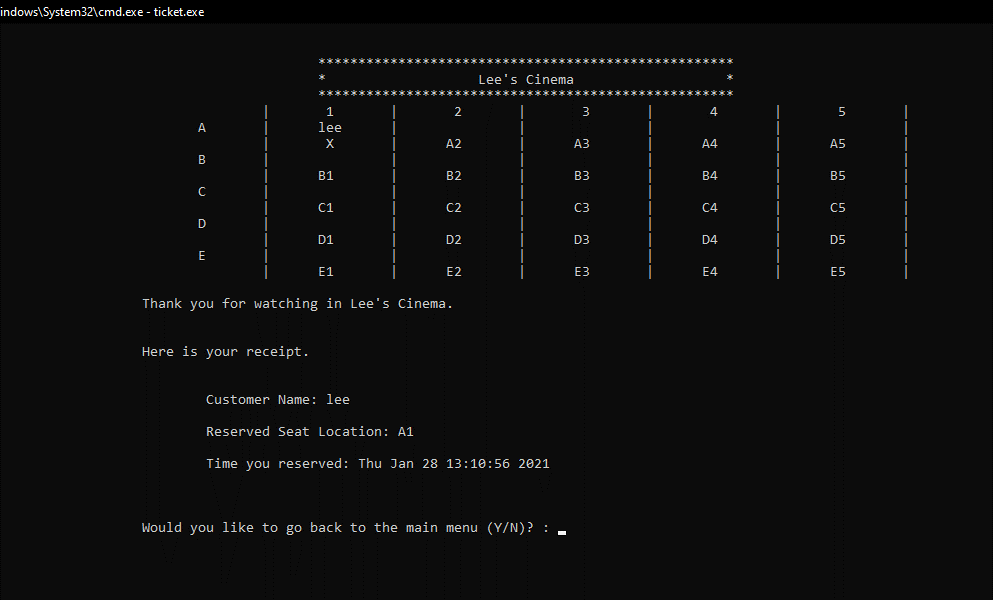 indows\System32\cmd.exe - ticket.exe
****************************************************
* Lee's Cinema *
****************************************************
| 1 | 2 | 3 | 4 | 5 |
A | lee | | | | |
| X | A2 | A3 | A4 | A5 |
B | | | | | |
| B1 | B2 | B3 | B4 | B5 |
C | | | | | |
| C1 | C2 | C3 | C4 | C5 |
D | | | | | |
| D1 | D2 | D3 | D4 | D5 |
E | | | | | |
| E1 | E2 | E3 | E4 | E5 |
Thank you for watching in Lee's Cinema.
Here is your receipt.
Customer Name: lee
Reserved Seat Location: A1
Time you reserved: Thu Jan 28 13:10:56 2021
Would you like to go back to the main menu (Y/N)? : _